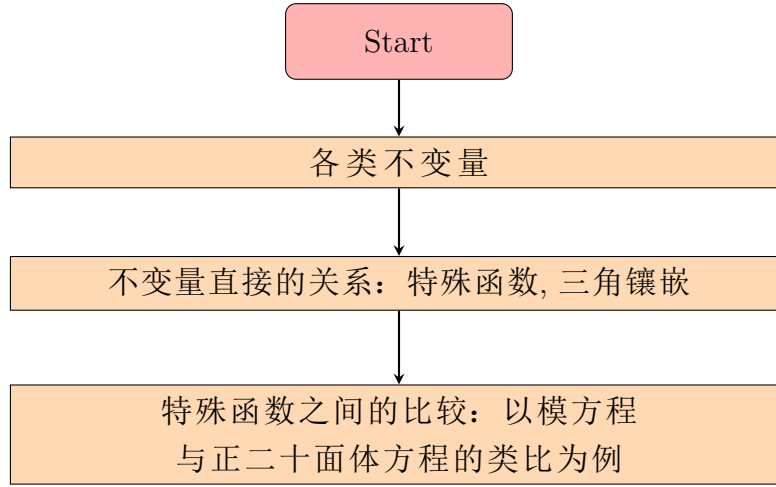 Start
各类不变量
不变量直接的关系：特殊函数, 三角镶嵌
特殊函数之间的比较：以模方程
与正二十面体方程的类比为例